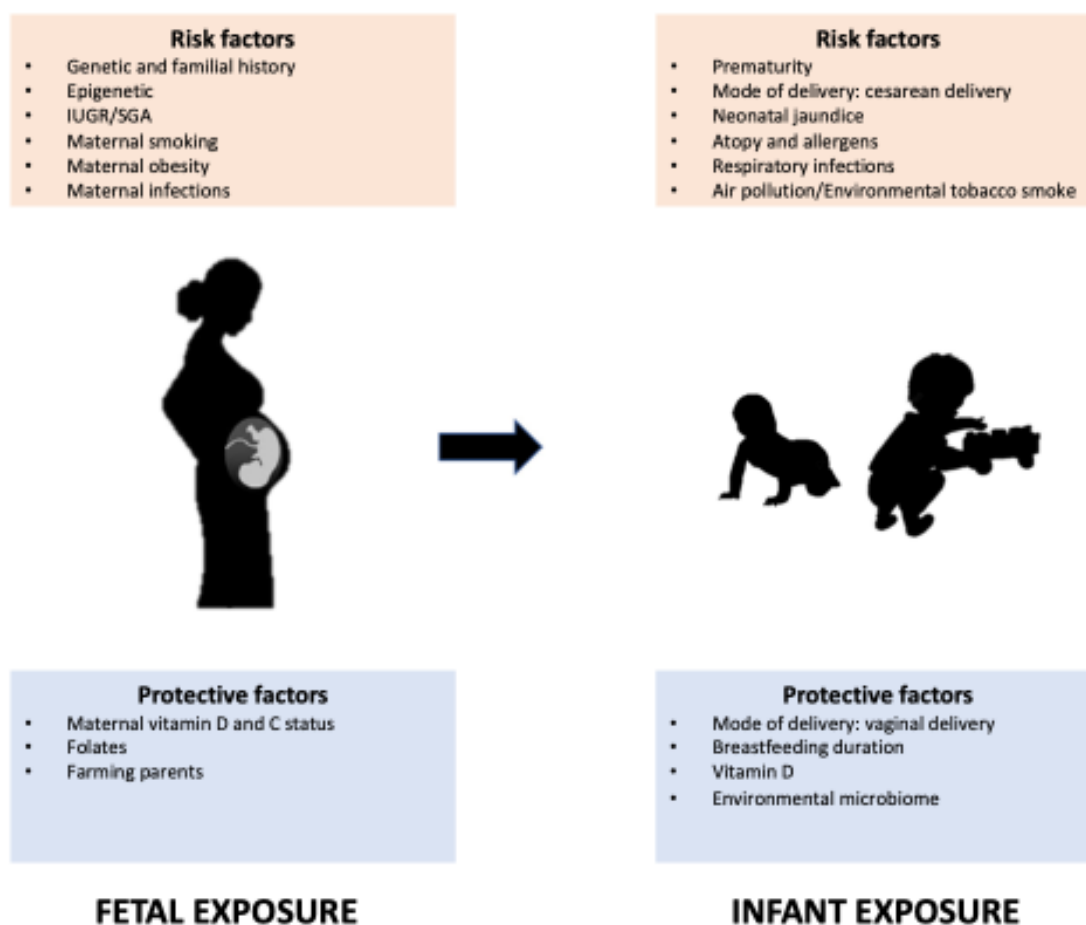 Risk factors
• Genetic and familial history
• Epigenetic
• IUGR/SGA
• Maternal smoking
• Maternal obesity
• Maternal infections
Risk factors
• Prematurity
• Mode of delivery: cesarean delivery
• Neonatal jaundice
• Atopy and allergens
• Respiratory infections
• Air pollution/Environmental tobacco smoke
Protective factors
• Maternal vitamin D and C status
• Folates
• Farming parents
Protective factors
• Mode of delivery: vaginal delivery
• Breastfeeding duration
• Vitamin D
• Environmental microbiome
FETAL EXPOSURE
INFANT EXPOSURE